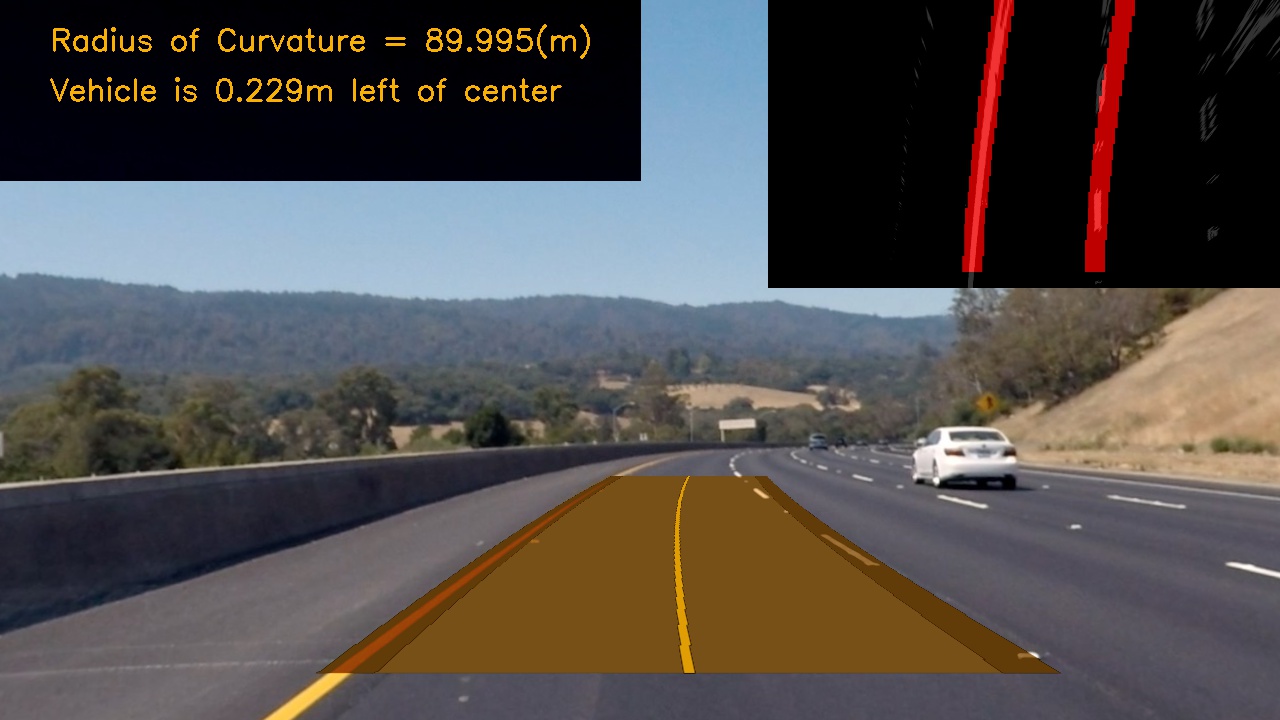 Radius of Curvature = 89.995(m)
Vehicle is 0.229m left of center